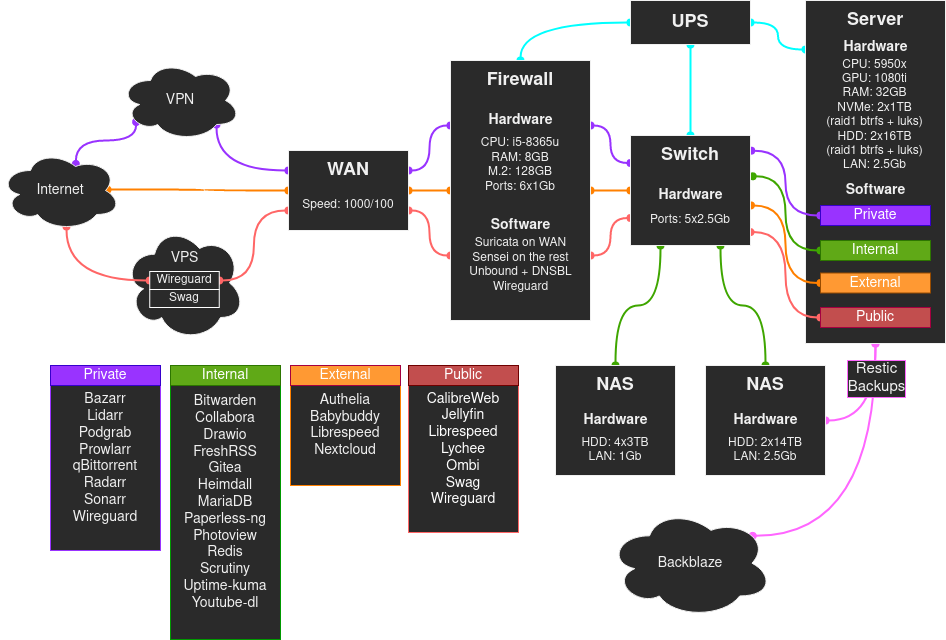 VPN
Internet
VPS
Wireguard
Swag
WAN
Speed: 1000/100
Firewall
Hardware
CPU: i5-8365u
RAM: 8GB
M.2: 128GB
Ports: 6x1Gb
Software
Suricata on WAN
Sensei on the rest
Unbound + DNSBL
Wireguard
UPS
Switch
Hardware
Ports: 5x2.5Gb
Server
Hardware
CPU: 5950x
GPU: 1080ti
RAM: 32GB
NVMe: 2x1TB
(raid1 btrfs + luks)
HDD: 2x16TB
(raid1 btrfs + luks)
LAN: 2.5Gb
Software
Private
Internal
External
Public
Restic
Backups
NAS
Hardware
HDD: 4x3TB
LAN: 1Gb
NAS
Hardware
HDD: 2x14TB
LAN: 2.5Gb
Backblaze
Private
Bazarr
Lidarr
Podgrab
Prowlarr
qBittorrent
Radarr
Sonarr
Wireguard
Internal
Bitwarden
Collabora
Drawio
FreshRSS
Gitea
Heimdall
MariaDB
Paperless-ng
Photoview
Redis
Scrutiny
Uptime-kuma
Youtube-dl
External
Authelia
Babybuddy
Librespeed
Nextcloud
Public
CalibreWeb
Jellyfin
Librespeed
Lychee
Ombi
Swag
Wireguard